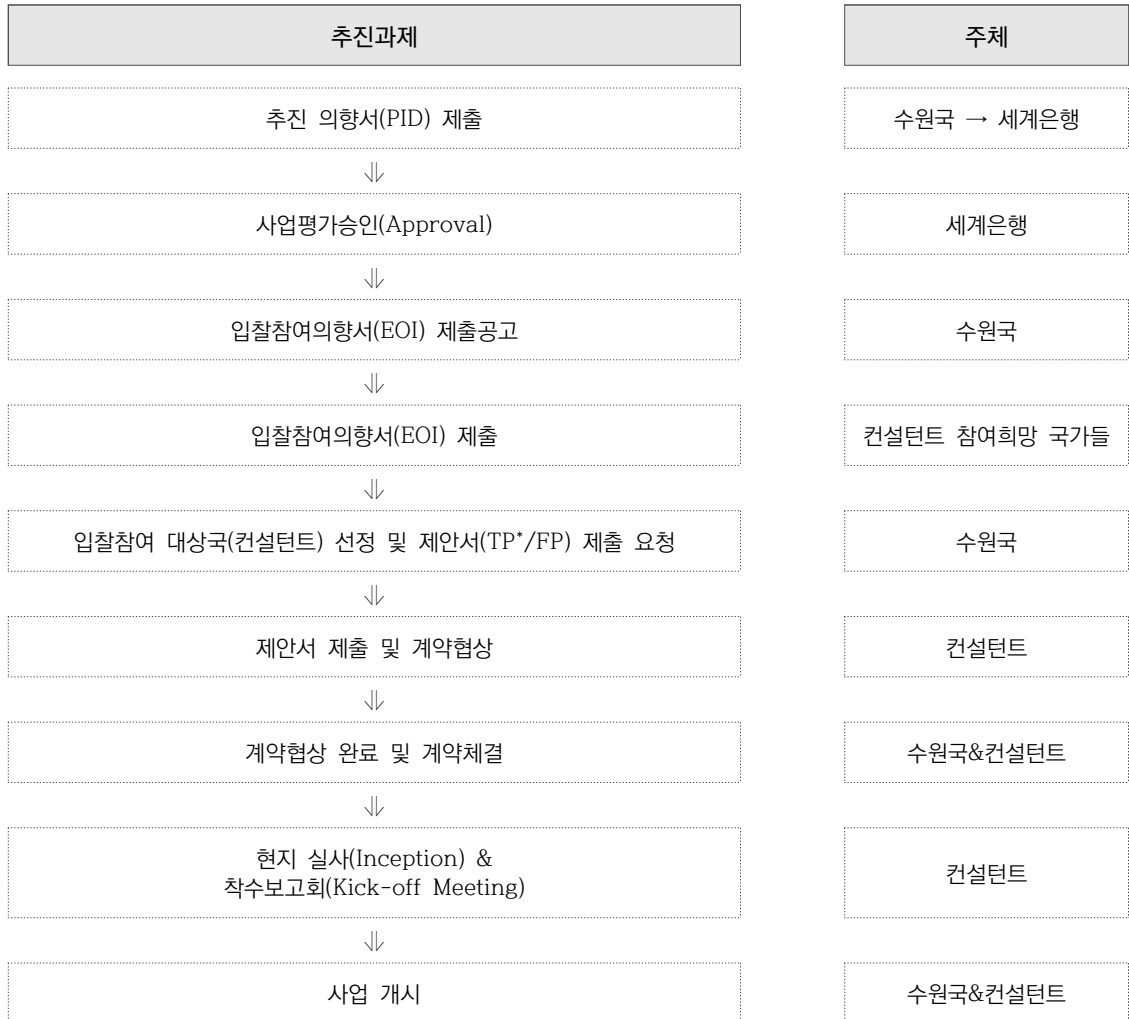 추진과제
주체
추진 의향서(PID) 제출
수원국 → 세계은행
⇓
사업평가승인(Approval)
세계은행
⇓
입찰참여의향서(EOI) 제출공고
수원국
⇓
입찰참여의향서(EOI) 제출
컨설턴트 참여희망 국가들
⇓
입찰참여 대상국(컨설턴트) 선정 및 제안서(TP*/FP) 제출 요청
수원국
⇓
제안서 제출 및 계약협상
컨설턴트
⇓
계약협상 완료 및 계약체결
수원국&컨설턴트
⇓
현지 실사(Inception) &
착수보고회(Kick-off Meeting)
컨설턴트
⇓
사업 개시
수원국&컨설턴트